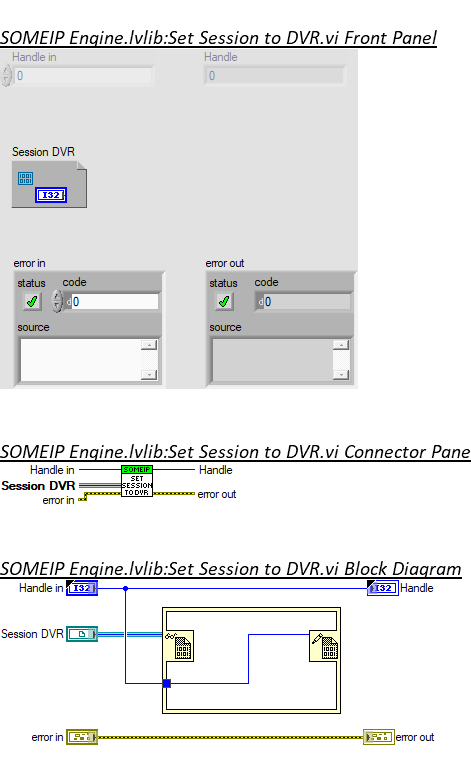 SOMEIP Engine.lvlib:Set Session to DVR.vi Front Panel
Handle in
Handle
0
0
Session DVR
I32
error in
error out
status
code
status
code
d 0
d 0
source
source
SOMEIP Engine.lvlib:Set Session to DVR.vi Connector Pane
Handle in
SOMEIP
Handle
SET
Session DVR
SESSION
error in
TO DVR
error out
SOMEIP Engine.lvlib:Set Session to DVR.vi Block Diagram
Handle in
I32
I32
Handle
Session DVR
error in
error out